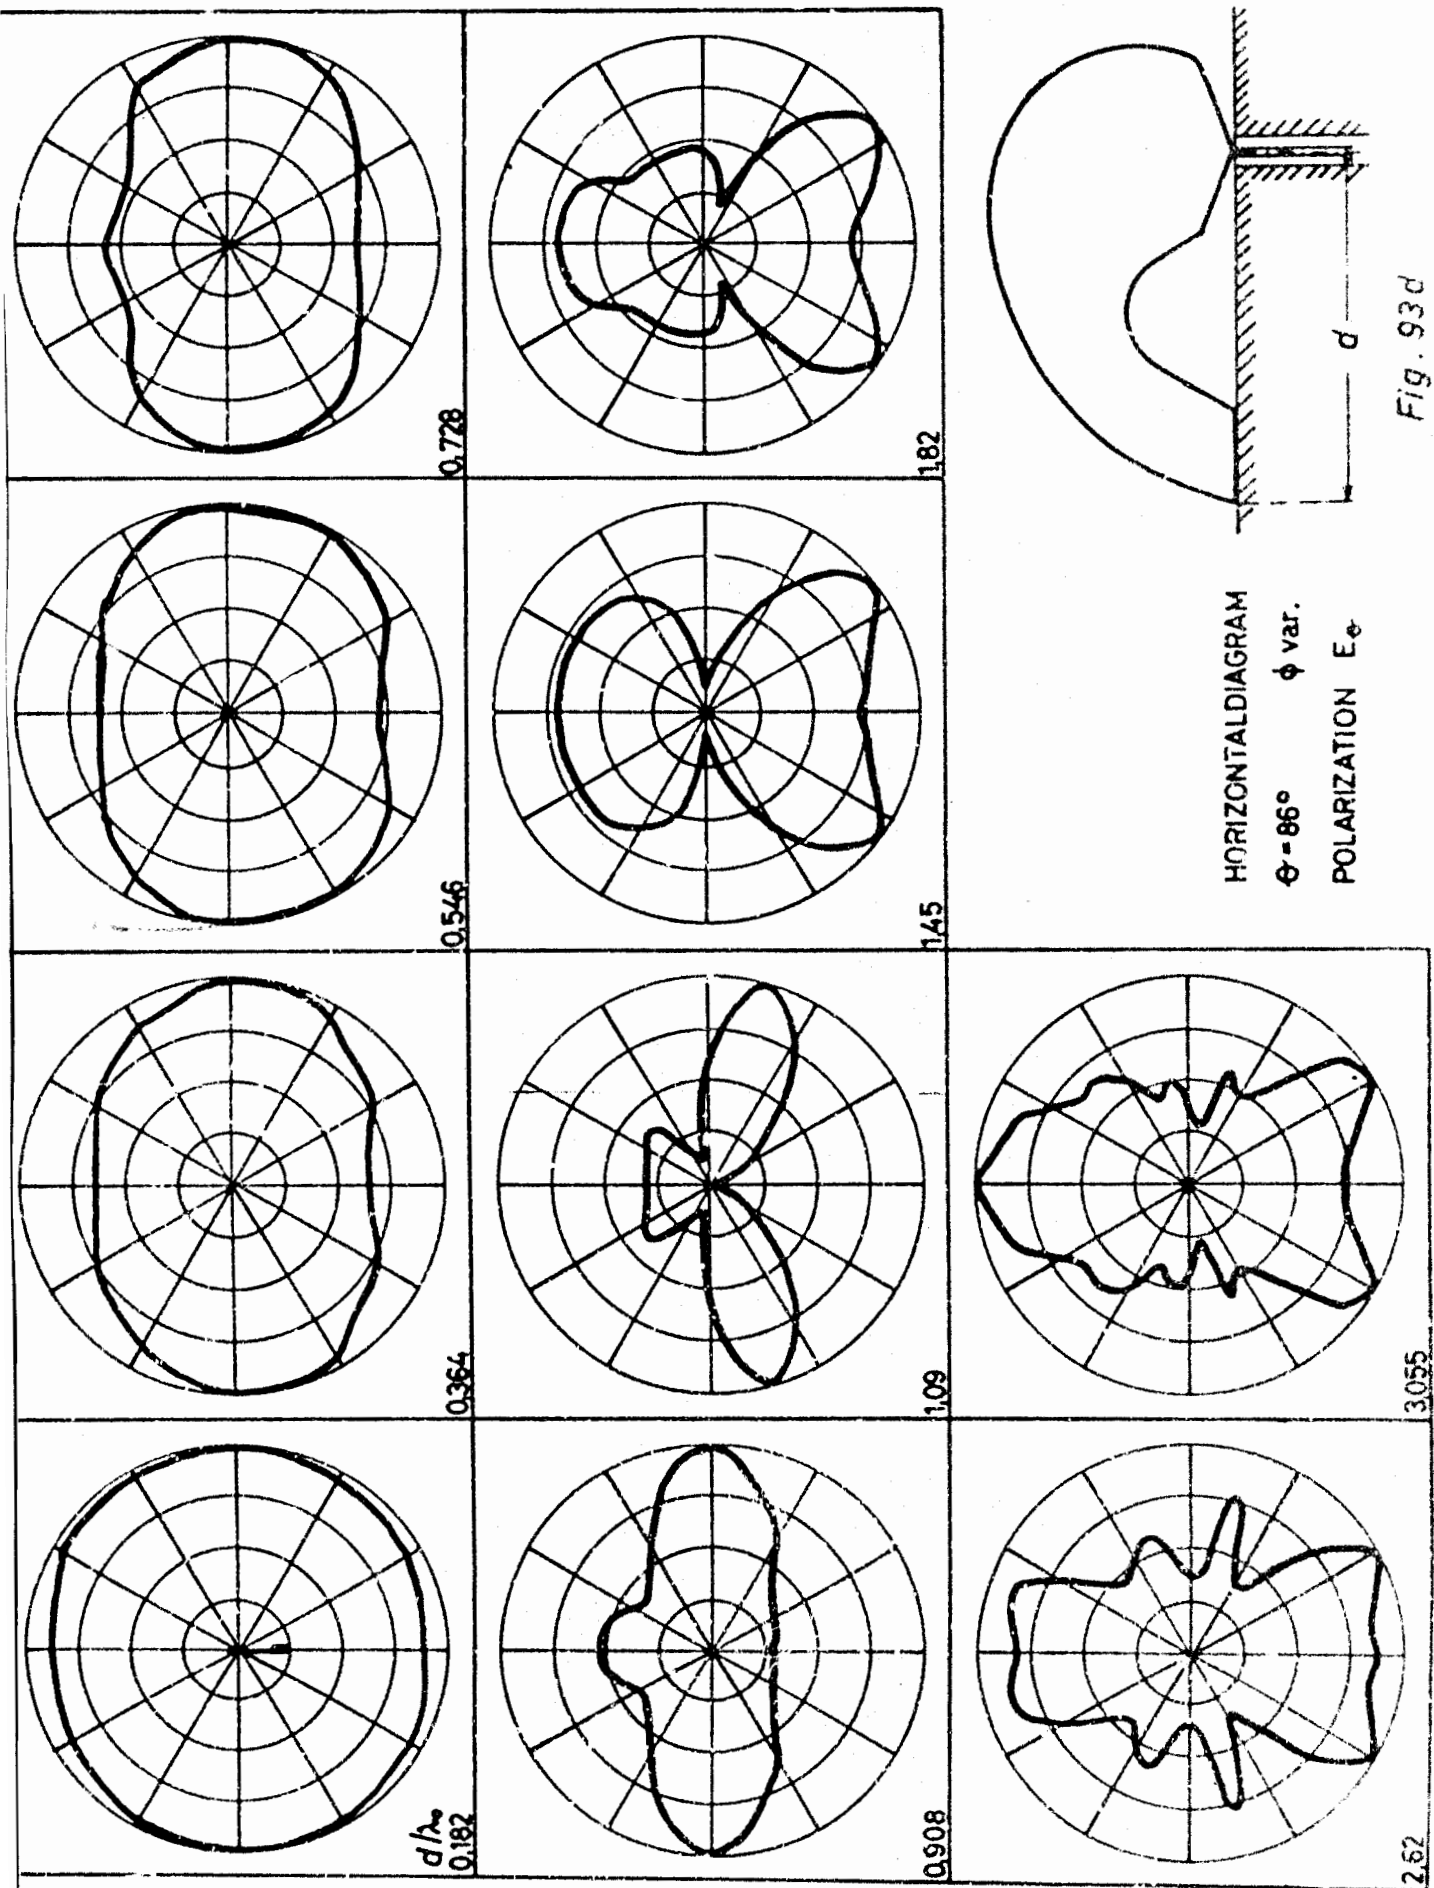 d/λ₀
0,182
0,364
0,546
0,728
0,908
1,09
1,45
1,82
2,62
3,055
HORIZONTALDIAGRAM
θ=86° ϕ var.
POLARIZATION Eθ
d
Fig. 93d